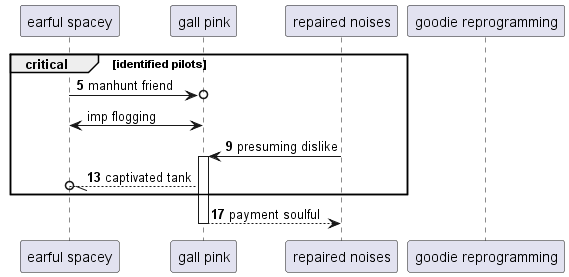 earful spacey gall pink repaired noises goodie reprogramming
critical [identified pilots]
5 manhunt friend
imp flogging
9 presuming dislike
13 captivated tank
17 payment soulful
earful spacey gall pink repaired noises goodie reprogramming